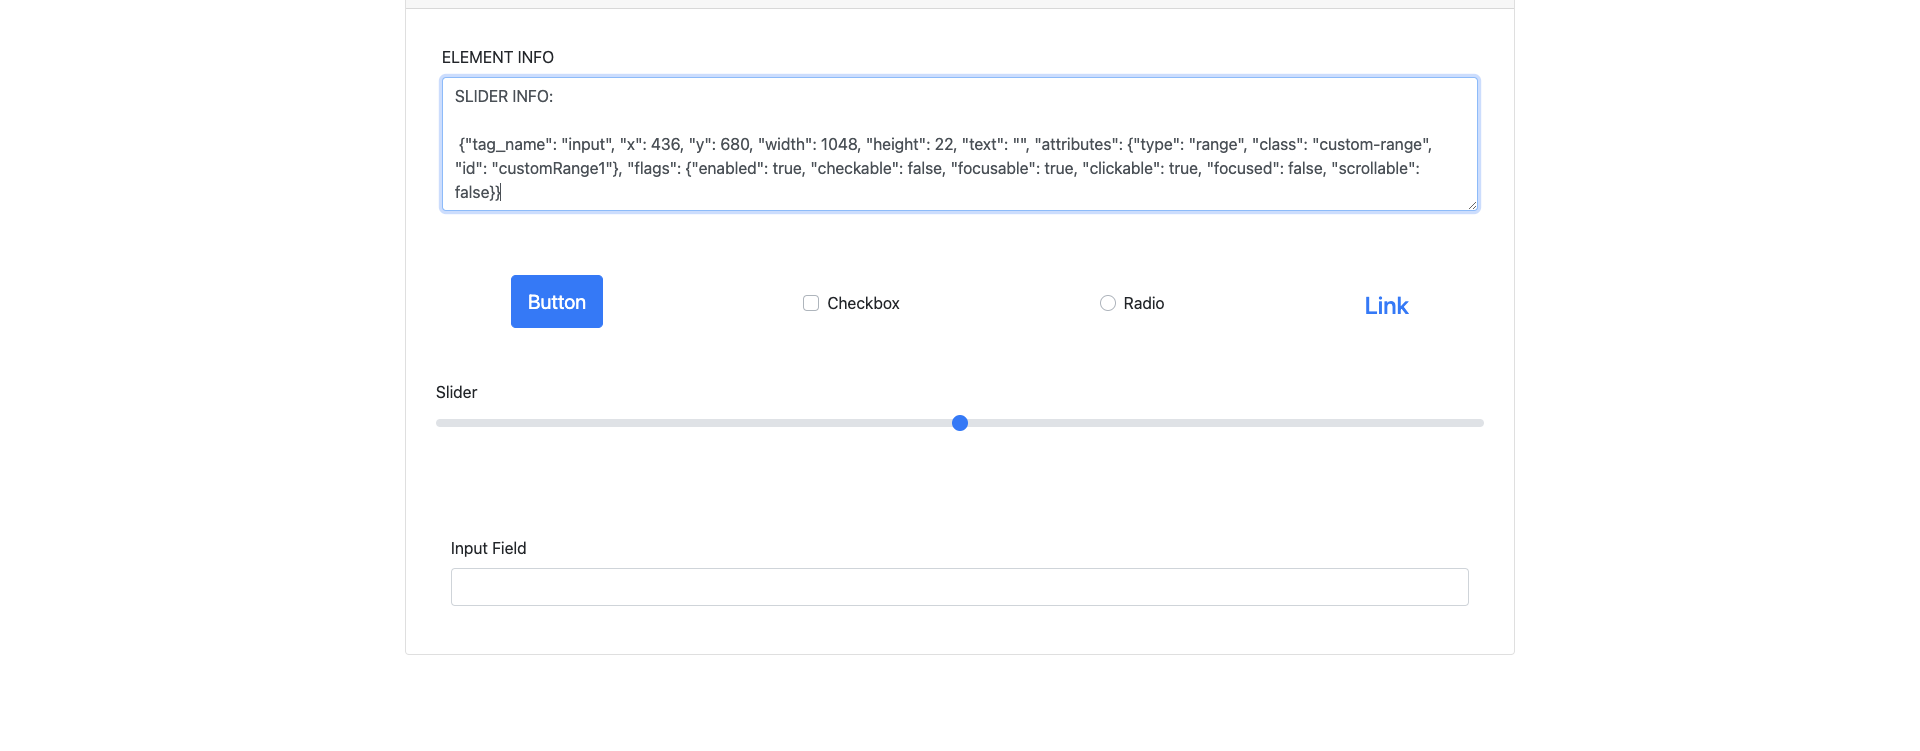 ELEMENT INFO
SLIDER INFO:
{"tag_name": "input", "x": 436, "y": 680, "width": 1048, "height": 22, "text": "", "attributes": {"type": "range", "class": "custom-range",
"id": "customRange1"}, "flags": {"enabled": true, "checkable": false, "focusable": true, "clickable": true, "focused": false, "scrollable":
false}}
Button
Checkbox
Radio
Link
Slider
Input Field